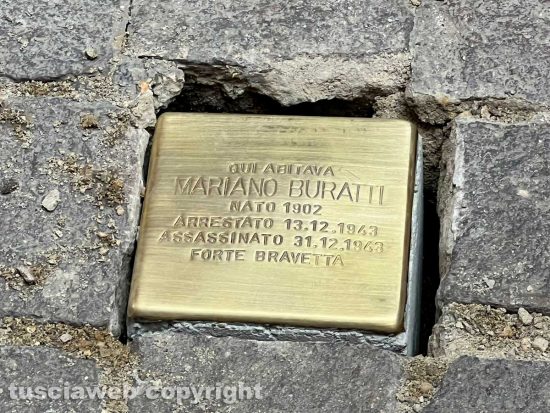 QUI ABITAVA
MARIANO BURATTI
NATO 1902
ARRESTATO 13.12.1943
ASSASSINATO 31.12.1943
FORTE BRAVETTA
tusciaweb copyright